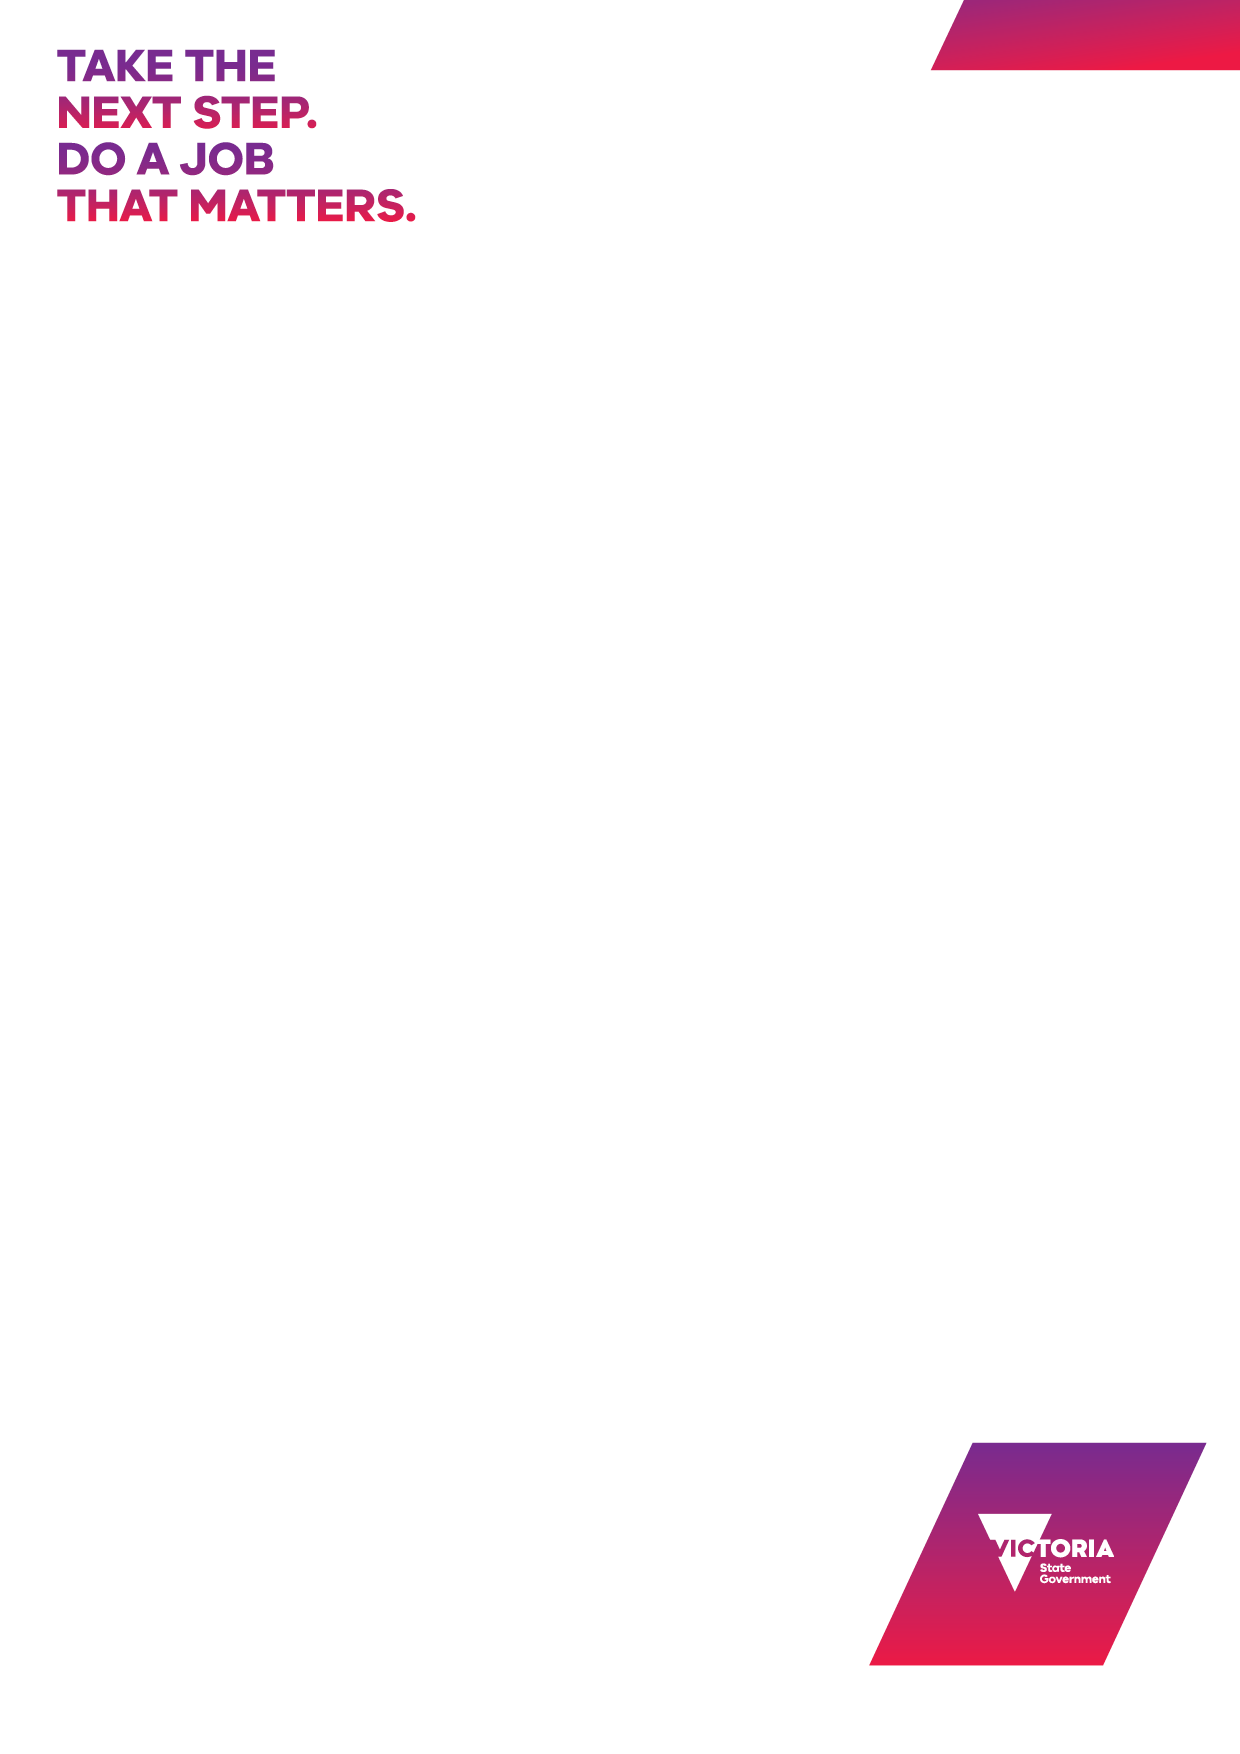 TAKE THE
NEXT STEP.
DO A JOB
THAT MATTERS.
VICTORIA
State
Government